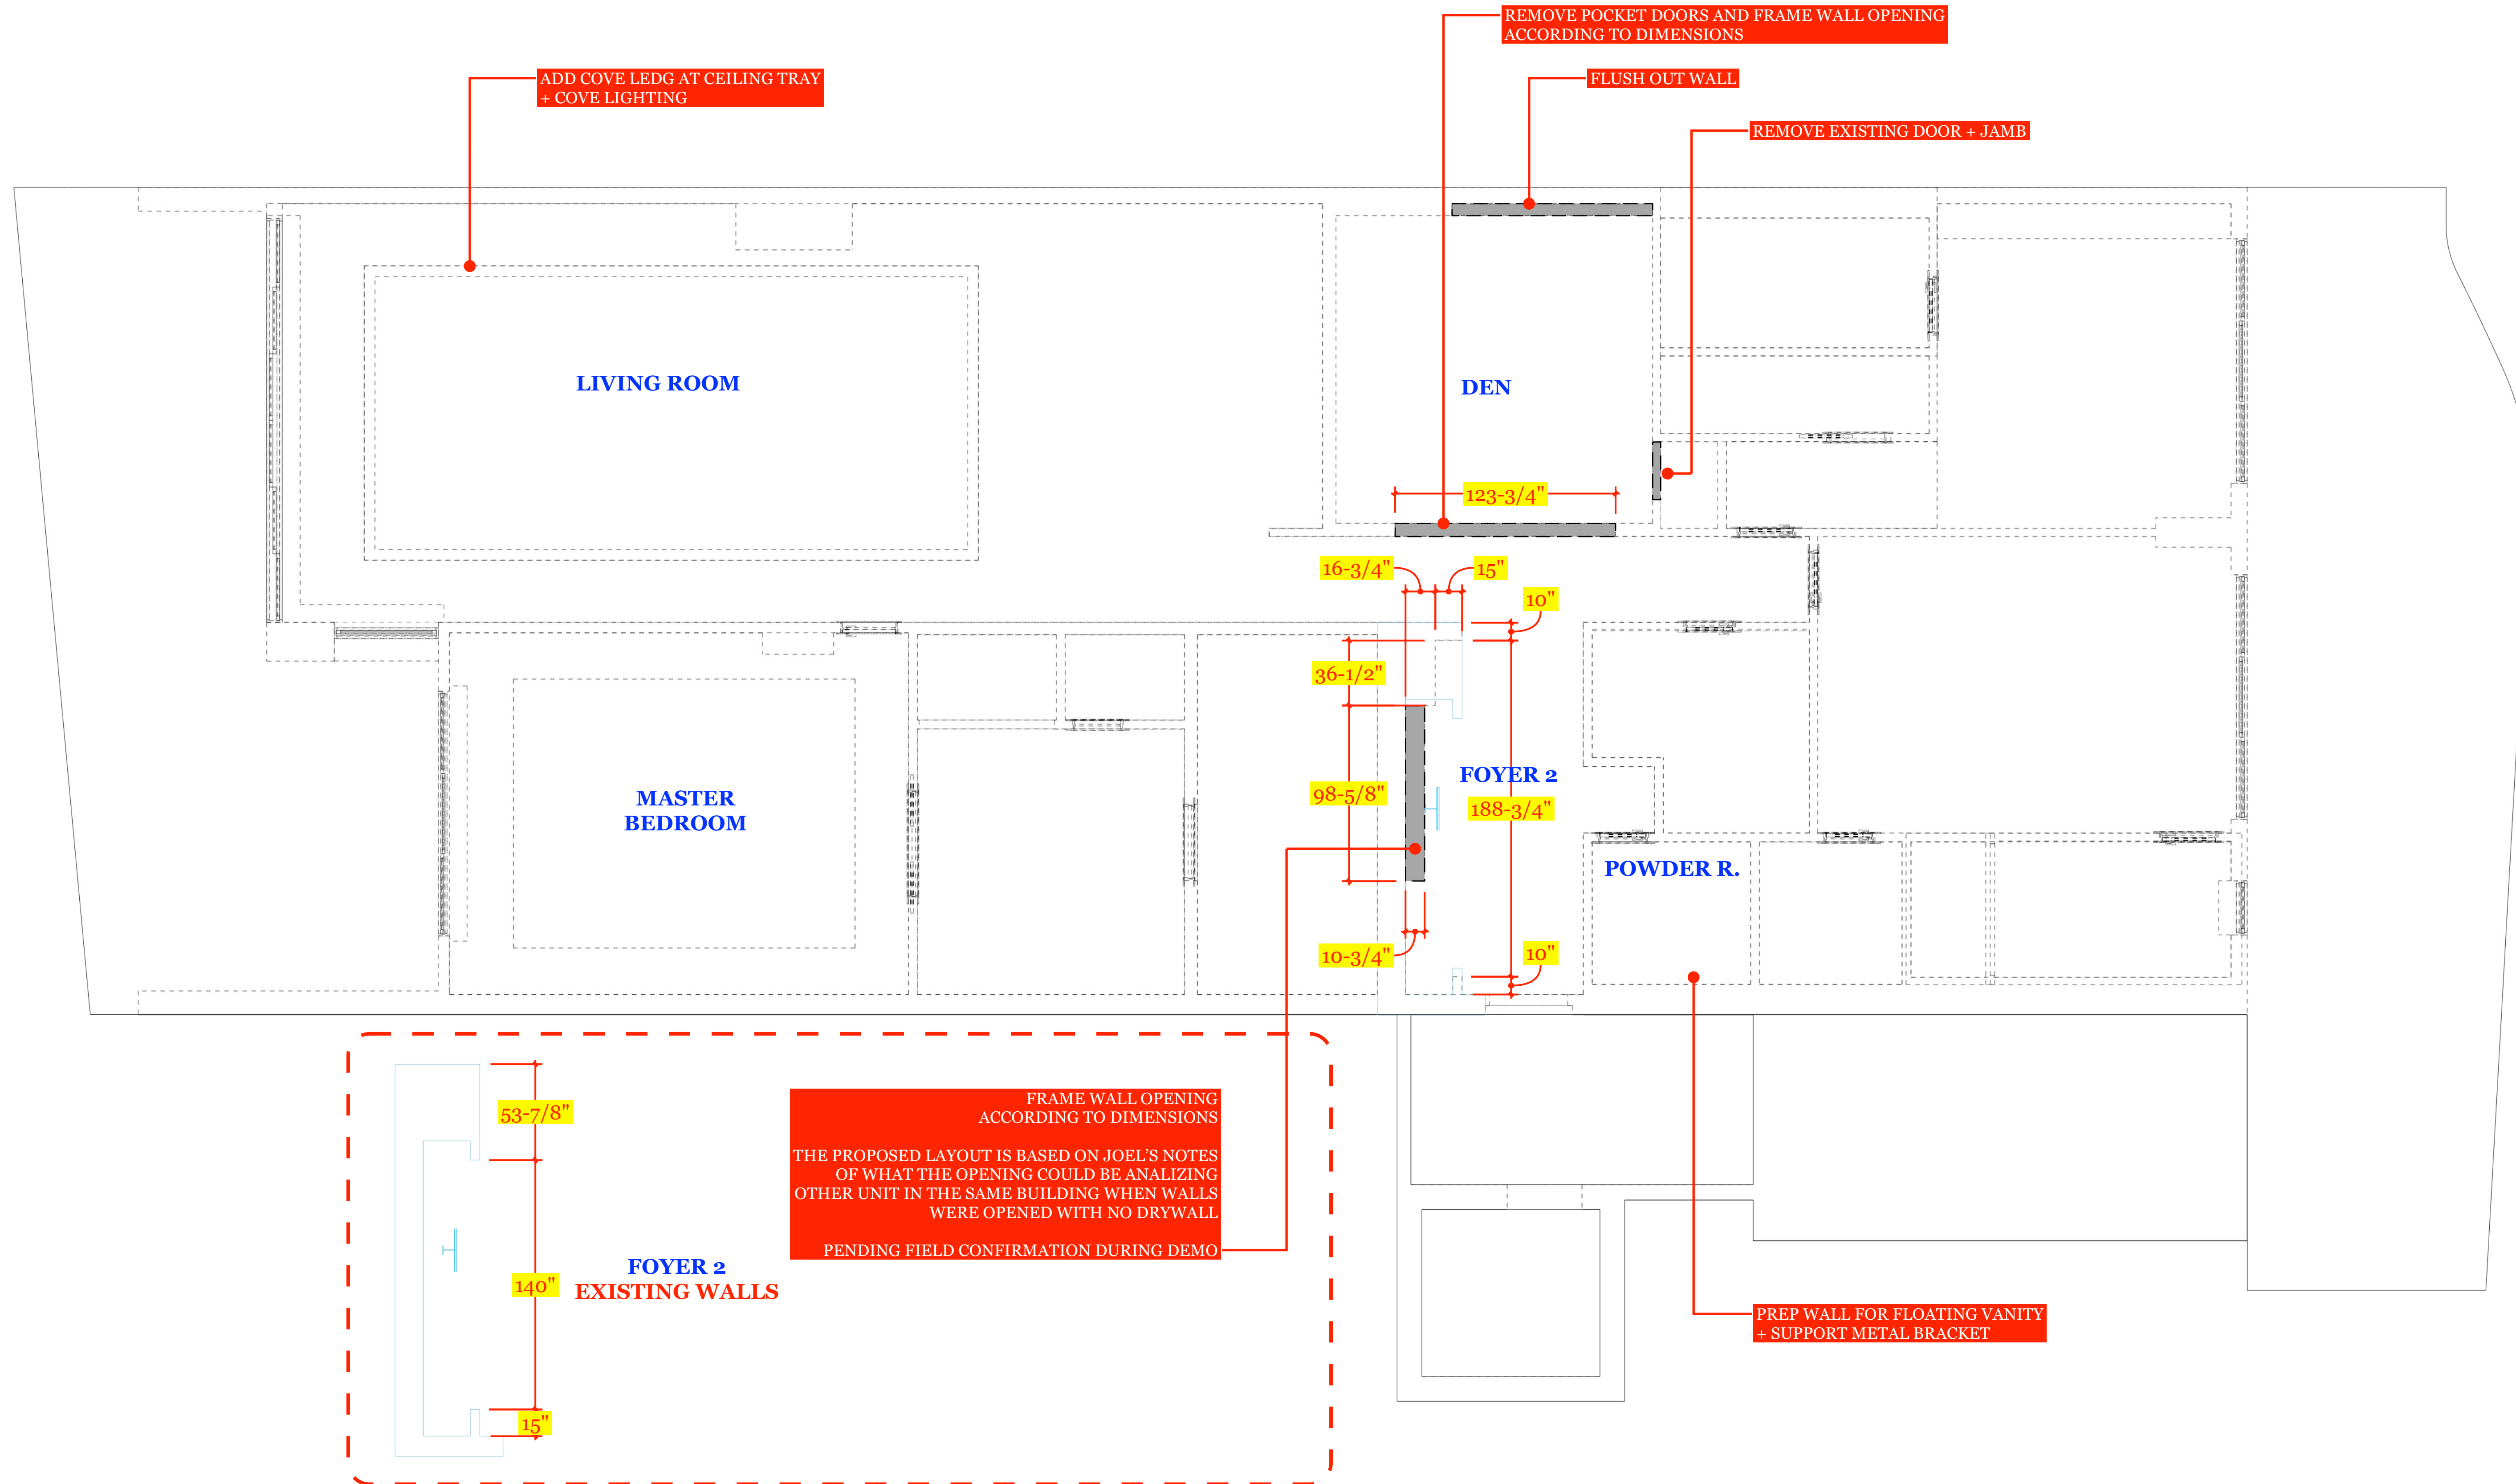 REMOVE POCKET DOORS AND FRAME WALL OPENING
ACCORDING TO DIMENSIONS
ADD COVE LEDG AT CEILING TRAY
+ COVE LIGHTING
FLUSH OUT WALL
REMOVE EXISTING DOOR + JAMB
LIVING ROOM
DEN
123-3/4"
16-3/4"
15"
10"
36-1/2"
FOYER 2
98-5/8"
188-3/4"
MASTER
BEDROOM
POWDER R.
10-3/4"
10"
53-7/8"
FRAME WALL OPENING
ACCORDING TO DIMENSIONS
THE PROPOSED LAYOUT IS BASED ON JOEL'S NOTES
OF WHAT THE OPENING COULD BE ANALIZING
OTHER UNIT IN THE SAME BUILDING WHEN WALLS
WERE OPENED WITH NO DRYWALL
PENDING FIELD CONFIRMATION DURING DEMO
140"
FOYER 2
EXISTING WALLS
15"
PREP WALL FOR FLOATING VANITY
+ SUPPORT METAL BRACKET